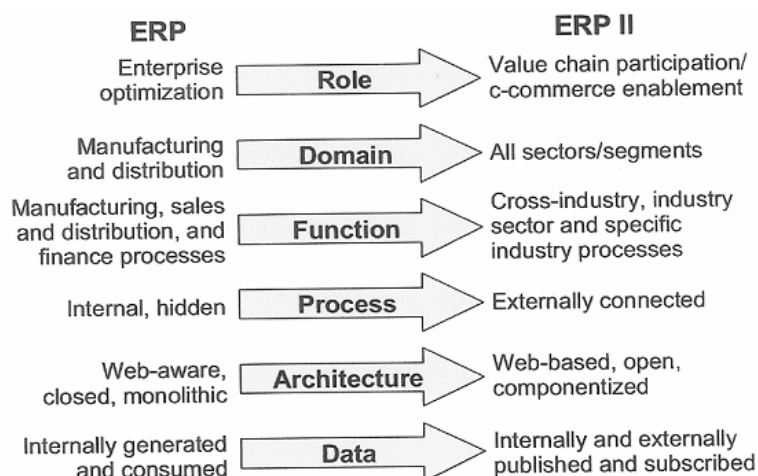 ERP
ERP II
Enterprise
optimization
Role
Value chain participation/
c-commerce enablement
Manufacturing
and distribution
Domain
All sectors/segments
Manufacturing, sales
and distribution, and
finance processes
Function
Cross-industry, industry
sector and specific
industry processes
Internal, hidden
Process
Externally connected
Web-aware,
closed, monolithic
Architecture
Web-based, open,
componentized
Internally generated
and consumed
Data
Internally and externally
published and subscribed